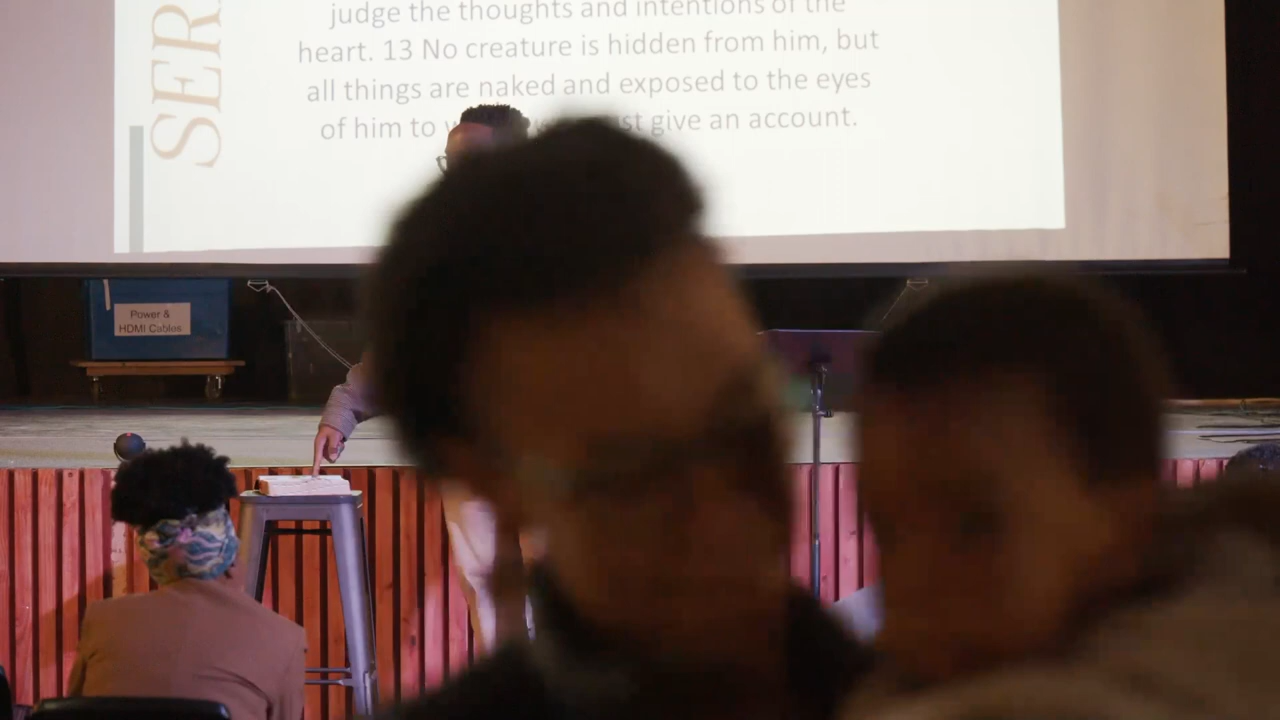 judge the thoughts and intentions of the
heart. 13 No creature is hidden from him, but
all things are naked and exposed to the eyes
of him to give an account.
SER
Power &
HDMI Cables